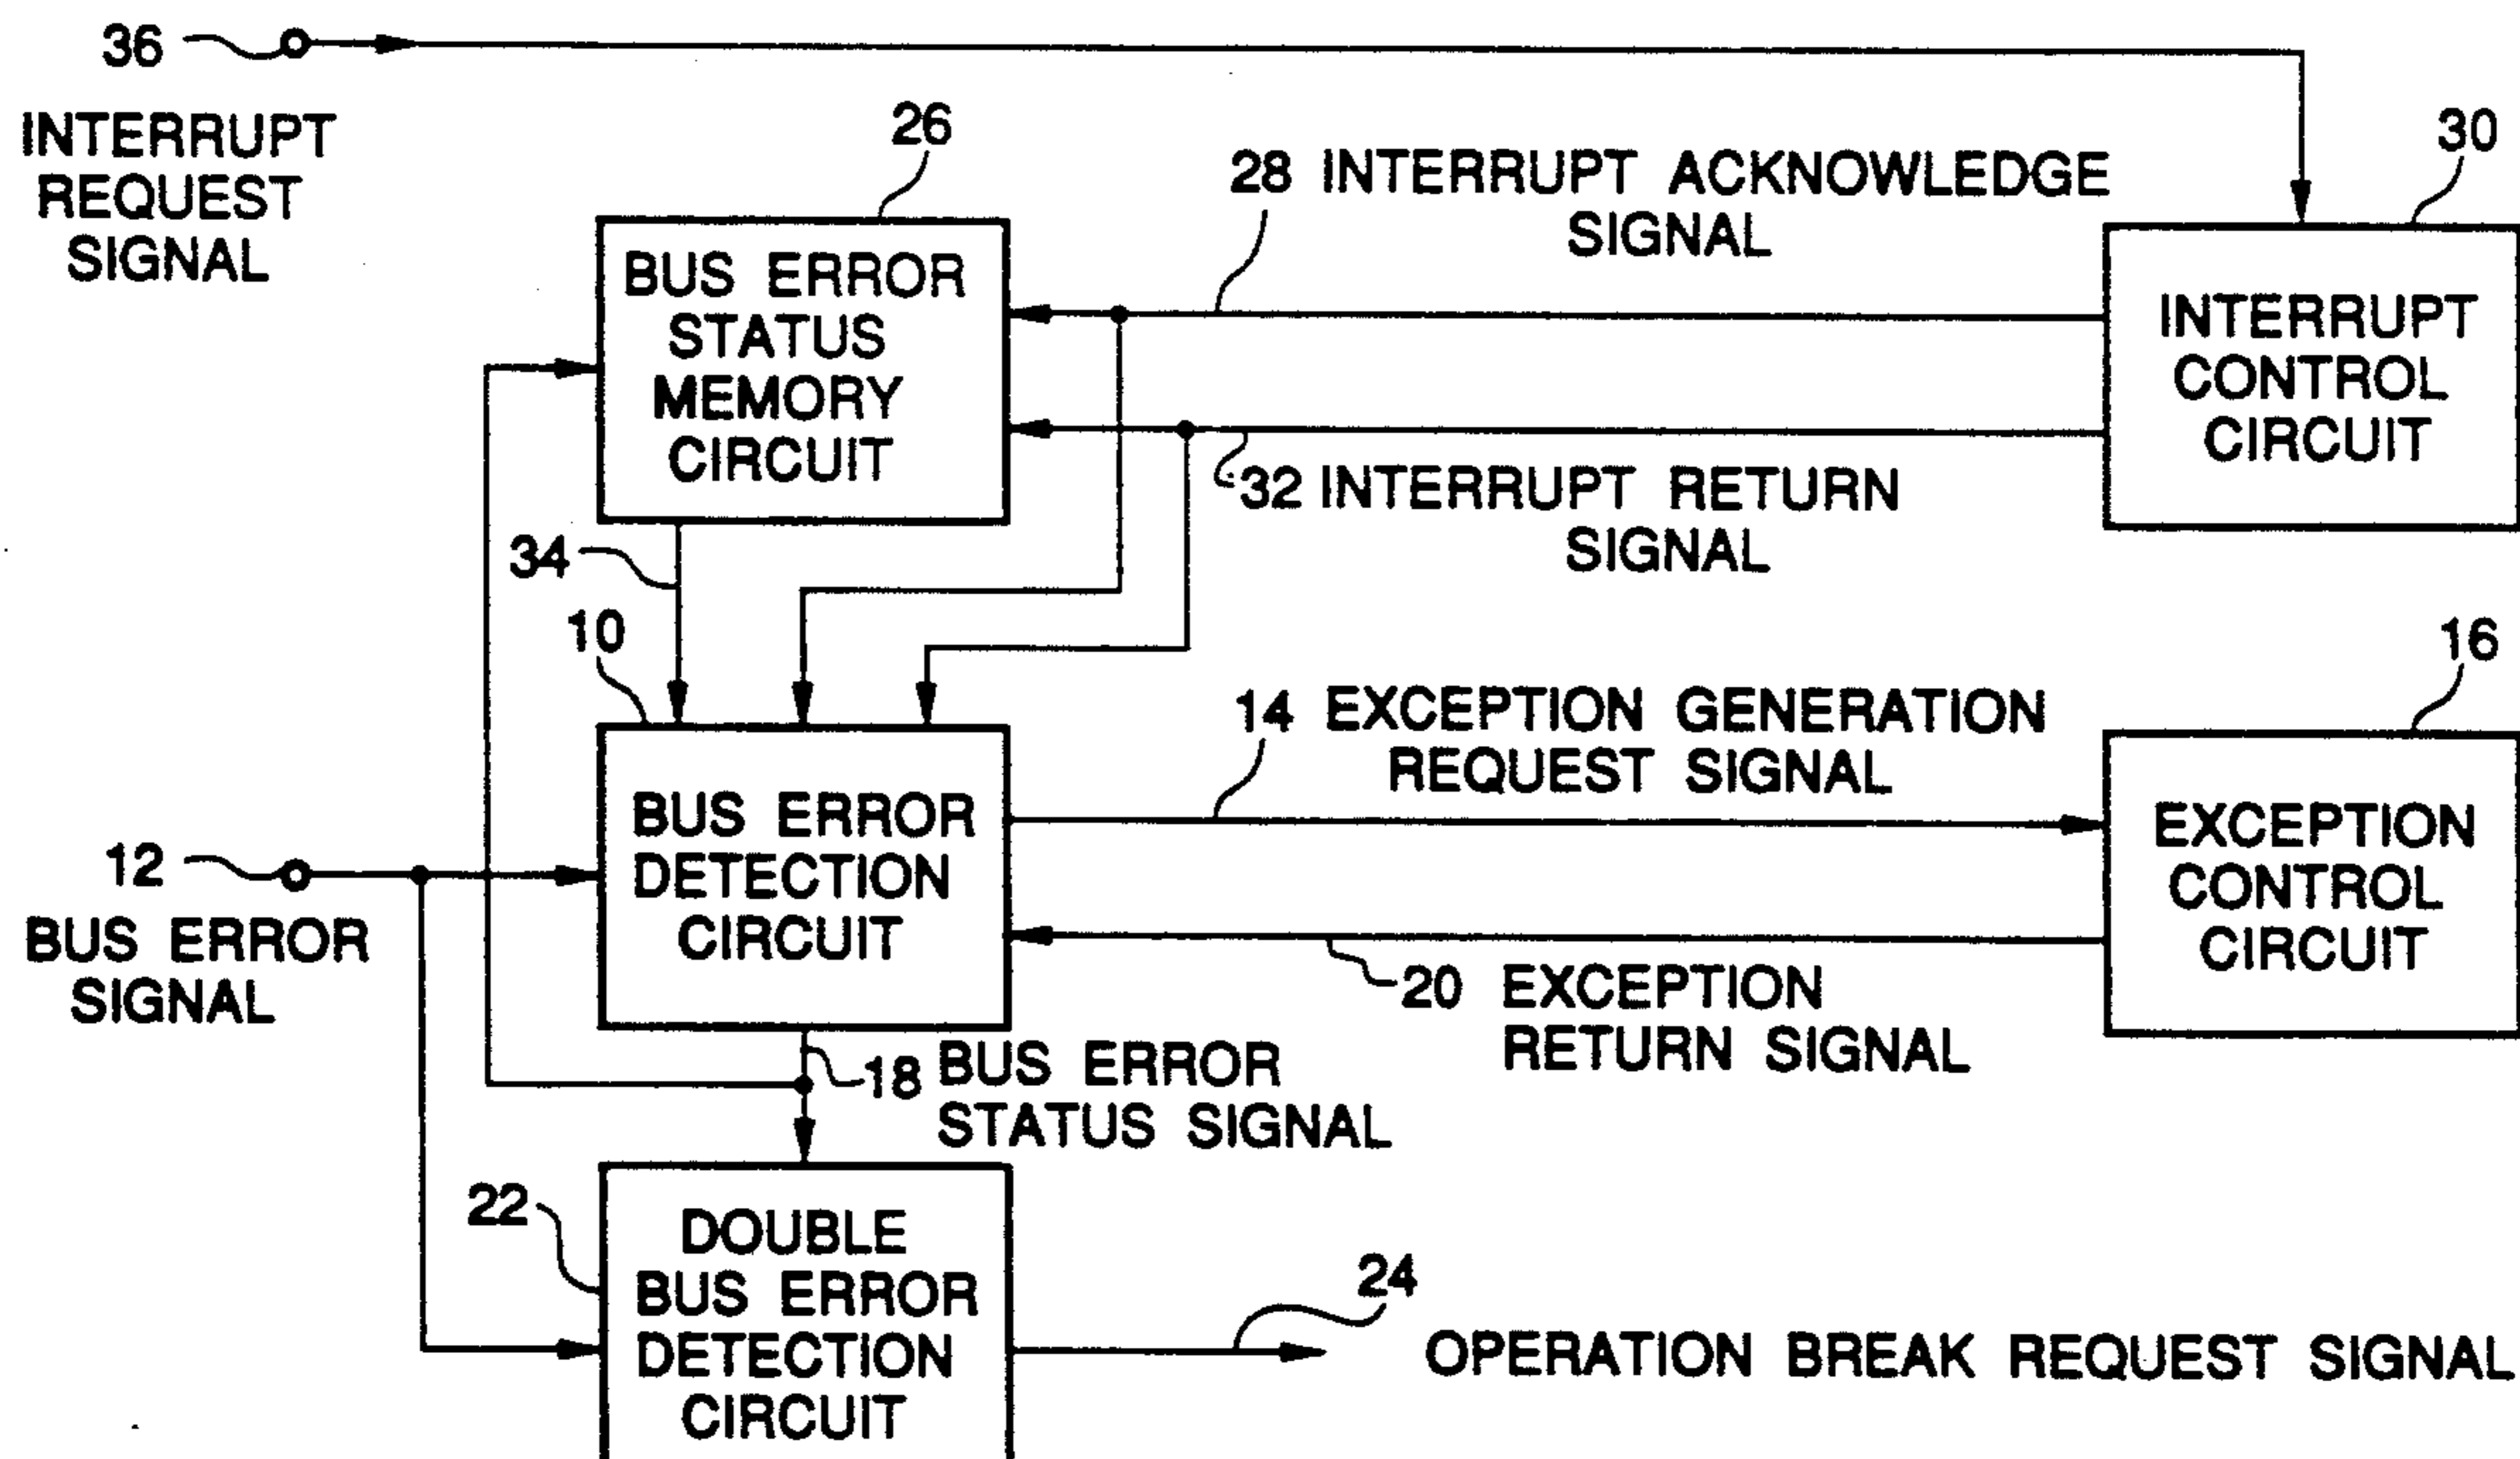 36
INTERRUPT
REQUEST
SIGNAL
26
BUS ERROR
STATUS
MEMORY
CIRCUIT
28 INTERRUPT ACKNOWLEDGE
SIGNAL
30
INTERRUPT
CONTROL
CIRCUIT
32 INTERRUPT RETURN
SIGNAL
34
10
BUS ERROR
DETECTION
CIRCUIT
12
BUS ERROR
SIGNAL
14 EXCEPTION GENERATION
REQUEST SIGNAL
16
EXCEPTION
CONTROL
CIRCUIT
20 EXCEPTION
RETURN SIGNAL
18 BUS ERROR
STATUS SIGNAL
22
DOUBLE
BUS ERROR
DETECTION
CIRCUIT
24
OPERATION BREAK REQUEST SIGNAL